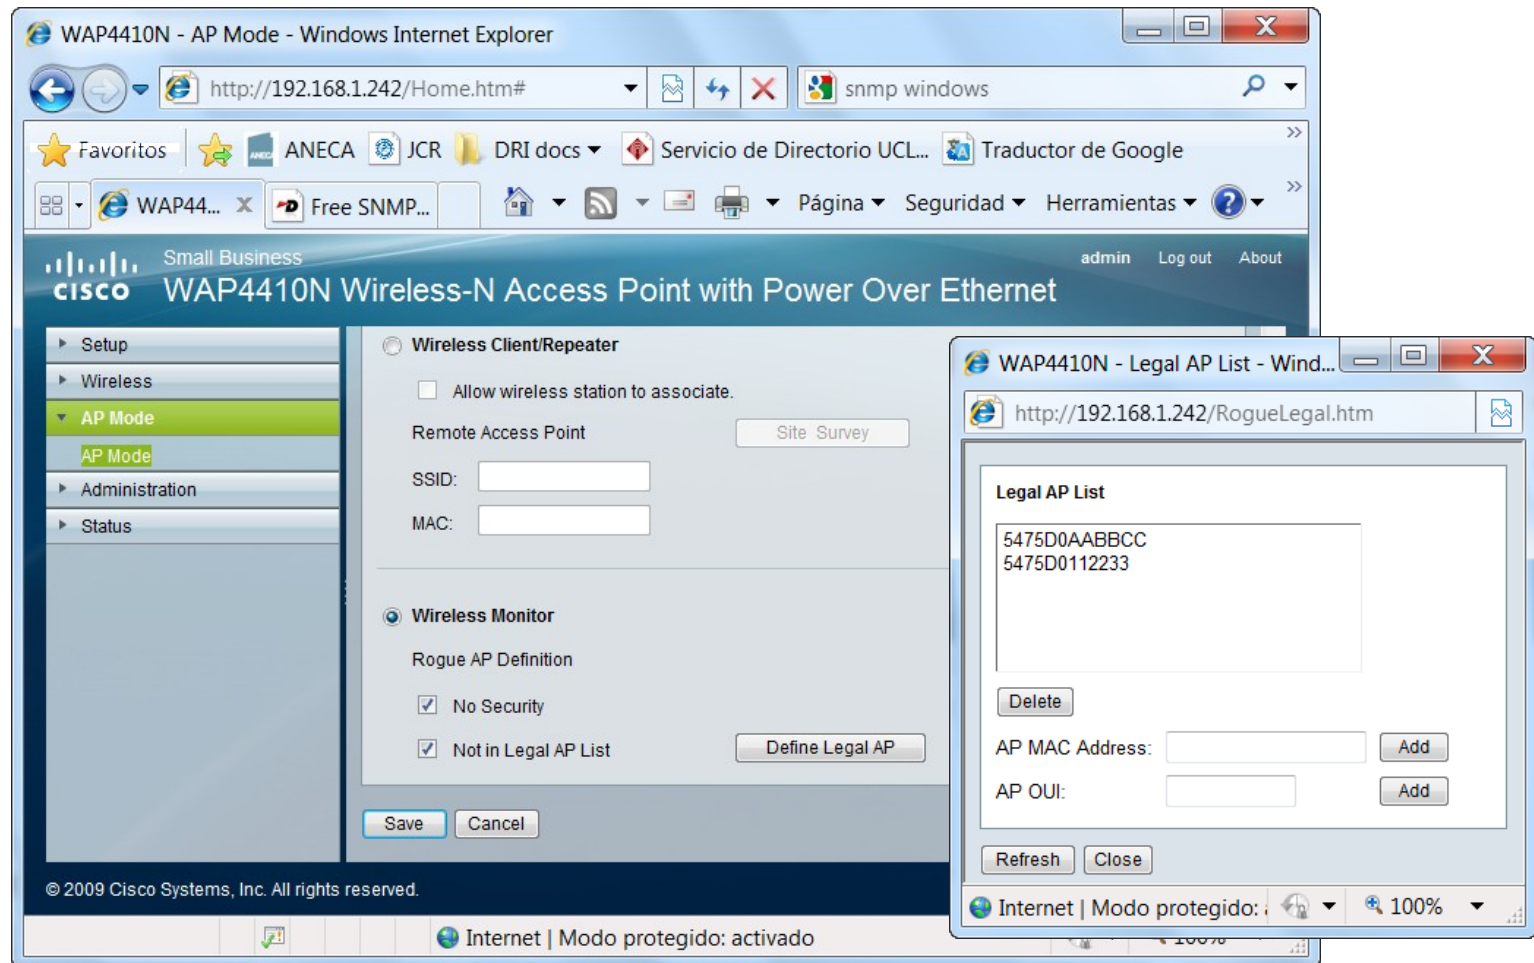 WAP4410N - AP Mode - Windows Internet Explorer
http://192.168.1.242/Home.htm#
snmp windows
Favoritos ANECA JCR DRI docs Servicio de Directorio UCL... Traductor de Google
WAP44... Free SNMP... Página Seguridad Herramientas
CISCO
Small Business
WAP4410N Wireless-N Access Point with Power Over Ethernet
admin Log out About
Setup
Wireless
AP Mode
AP Mode
Administration
Status
Wireless Client/Repeater
Allow wireless station to associate.
Remote Access Point Site Survey
SSID:
MAC:
Wireless Monitor
Rogue AP Definition
No Security
Not in Legal AP List Define Legal AP
Save Cancel
© 2009 Cisco Systems, Inc. All rights reserved.
Internet | Modo protegido: activado
WAP4410N - Legal AP List - Wind...
http://192.168.1.242/RogueLegal.htm
Legal AP List
5475D0AABBCC
5475D0112233
Delete
AP MAC Address: Add
AP OUI: Add
Refresh Close
Internet | Modo protegido: 100%